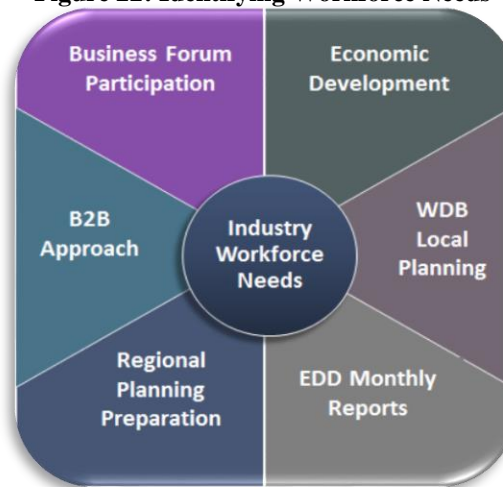 Figure 22: Identifying Workforce Needs
Business Forum
Participation
Economic
Development
B2B
Approach
Industry
Workforce
Needs
WDB
Local
Planning
Regional
Planning
Preparation
EDD Monthly
Reports